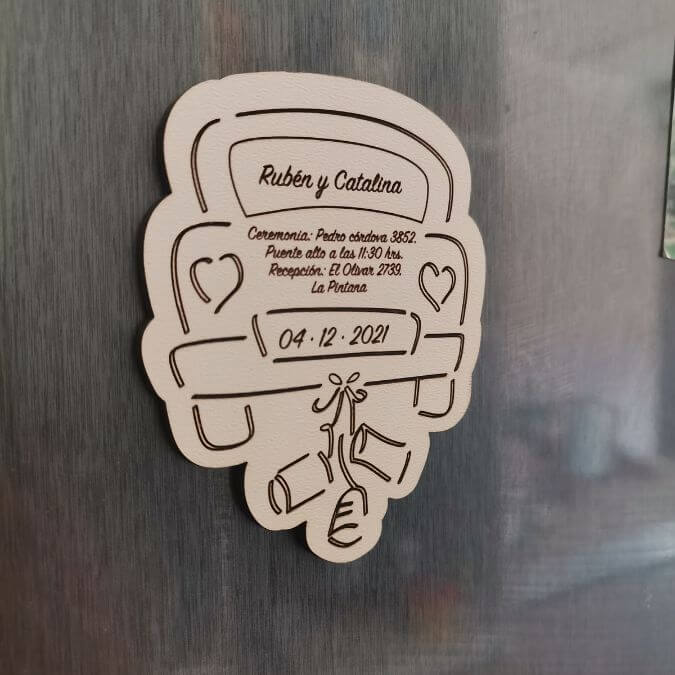 Rubén y Catalina
Ceremonia: Pedro córdova 3852.
Puente alto a las 11:30 hrs.
Recepción: El Olivar 2739.
La Pintana
04 · 12 · 2021